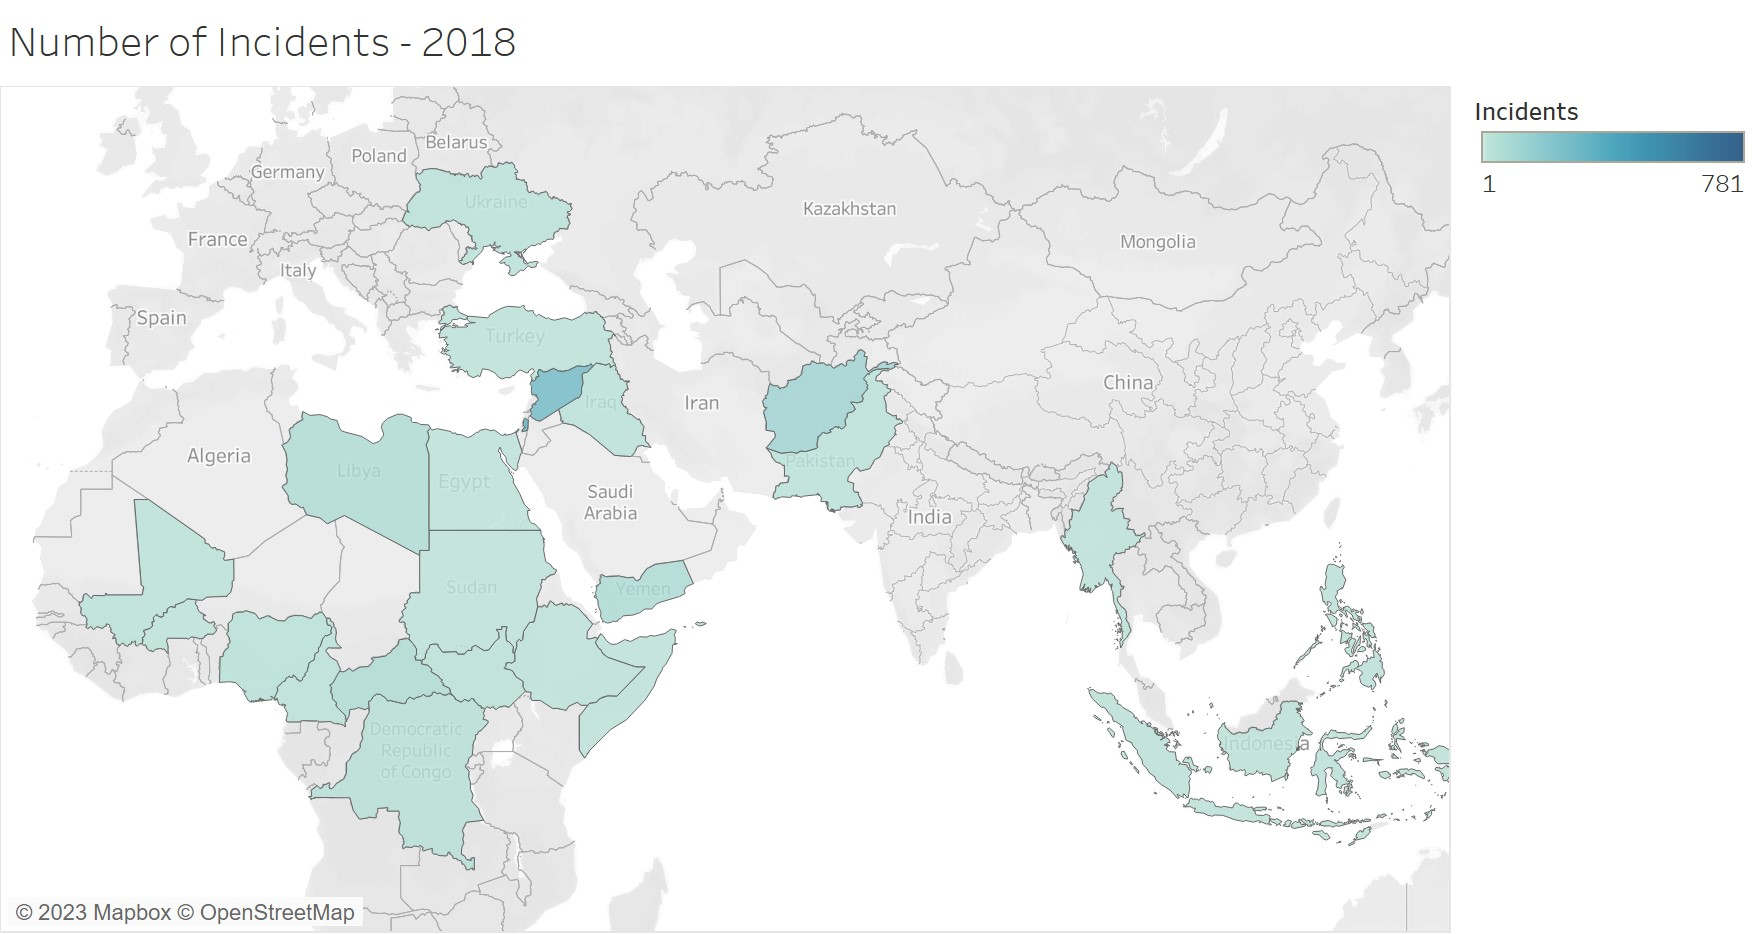 Number of Incidents - 2018
Incidents
1 781
Belarus
Poland
Germany
Ukraine
Kazakhstan
France
Mongolia
Italy
Spain
Turkey
China
Iraq
Iran
Algeria
Libya
Egypt
Pakistan
Saudi
Arabia
India
Sudan
Yemen
Democratic
Republic
of Congo
Indonesia
© 2023 Mapbox © OpenStreetMap